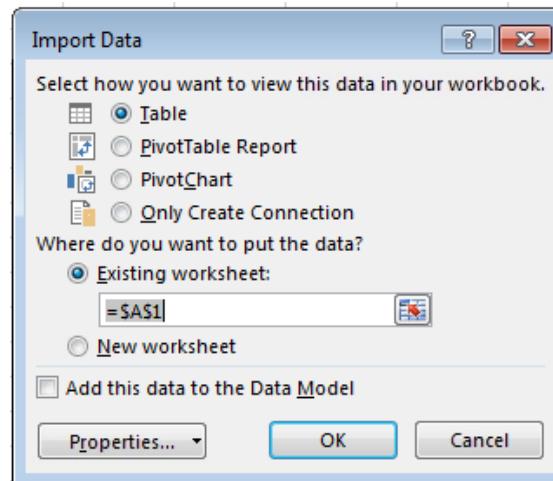 Import Data
Select how you want to view this data in your workbook.
Table
PivotTable Report
PivotChart
Only Create Connection
Where do you want to put the data?
Existing worksheet:
=$A$1
New worksheet
Add this data to the Data Model
Properties... OK Cancel